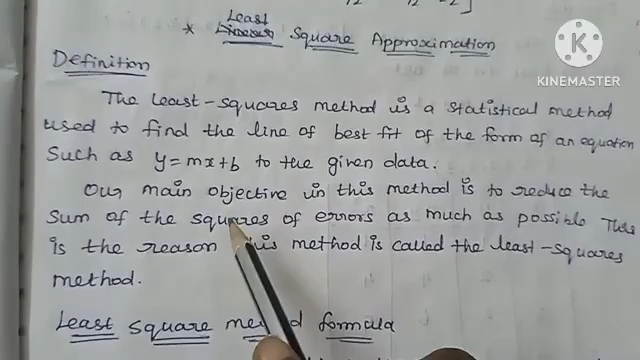 12 12 -2 ]
* Least Square Approximation
KINEMASTER
Definition
The least-squares method is a statistical method
used to find the line of best fit of the form of an equation
such as y=mx+b to the given data.
Our main objective in this method is to reduce the
sum of the squares of errors as much as possible This
is the reason this method is called the least-squares
method.
Least square method formula